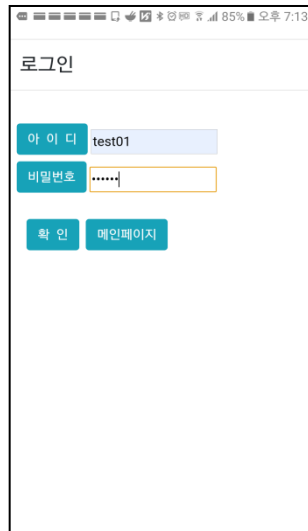 85% 오후 7:13
로그인
아 이 디 test01
비밀번호 ••••••
확 인 메인페이지